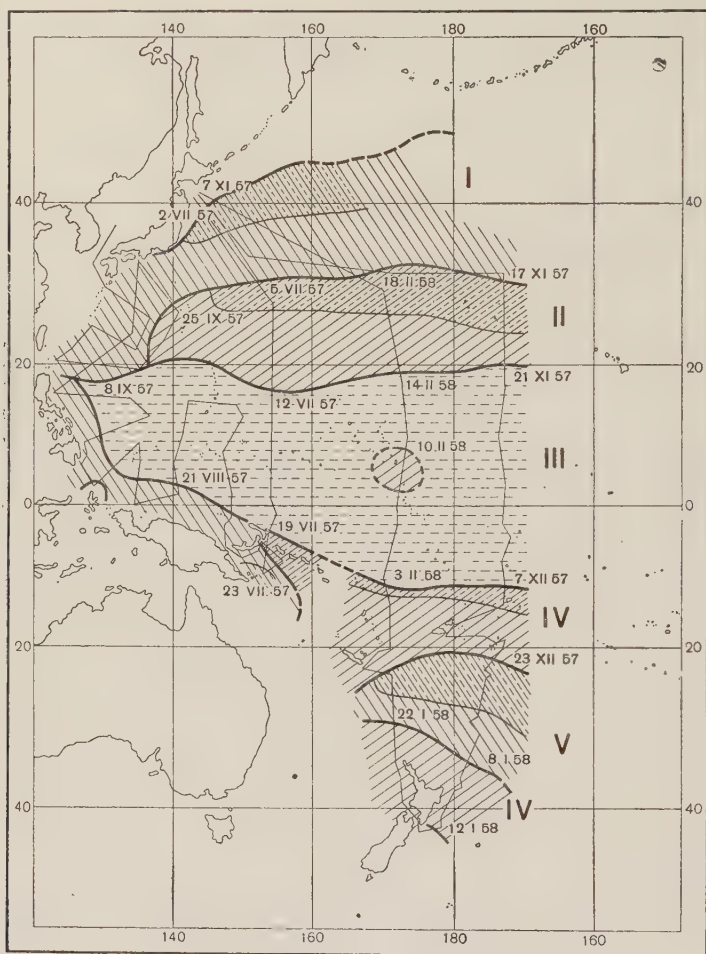 140 160 180 160
7 XI 57
I
40 40
2 VII 57
5 VII 57 18 II 58 17 XI 57
II
25 IX 57
20 20
8 IX 57 21 XI 57
12 VII 57 14 II 58
10 II 58
III
21 VIII 57
0 0
19 VII 57
23 VII 57
3 II 58 7 XII 57
IV
20 20
23 XII 57
22 I 58
V
8 I 58
40 IV 40
12 I 58
140 160 180 160